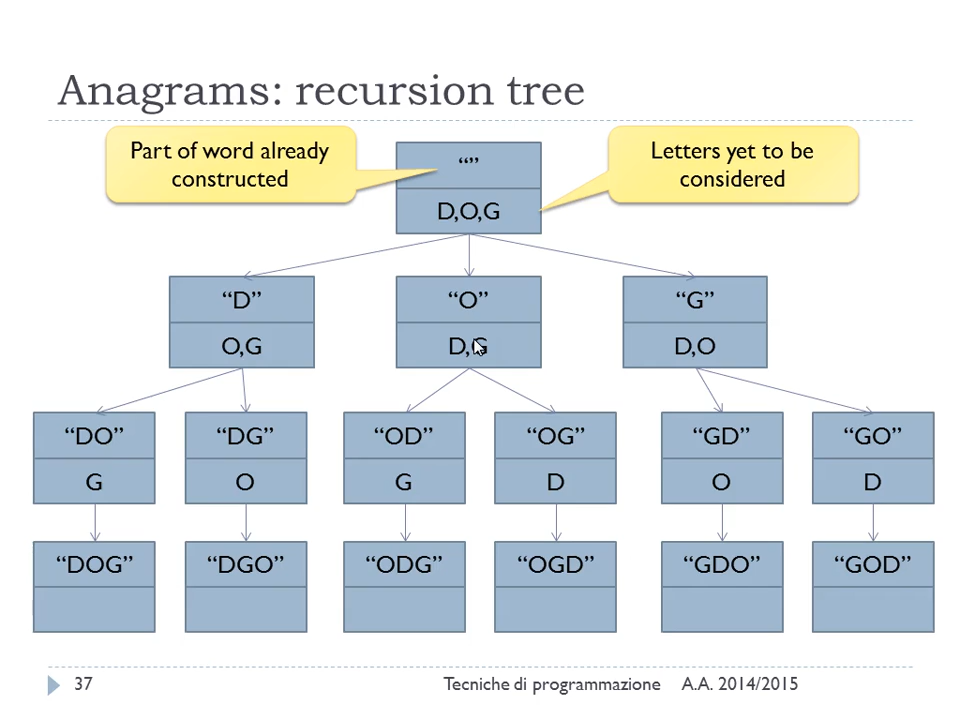 Anagrams: recursion tree
Part of word already
constructed
“”
D,O,G
Letters yet to be
considered
“D”
O,G
“O”
D,G
“G”
D,O
“DO”
G
“DG”
O
“OD”
G
“OG”
D
“GD”
O
“GO”
D
“DOG”
“DGO”
“ODG”
“OGD”
“GDO”
“GOD”
37
Tecniche di programmazione
A.A. 2014/2015